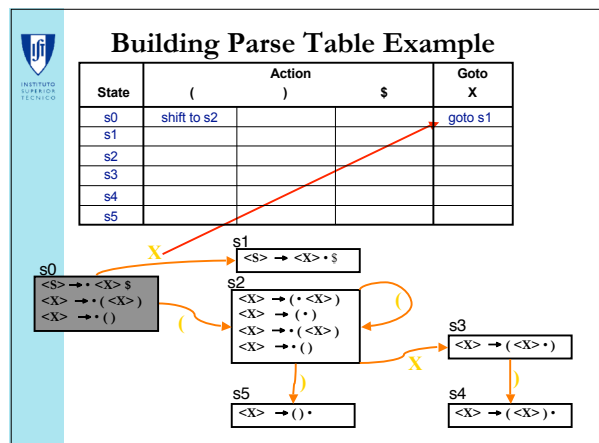 Building Parse Table Example
INSTITUTO
SUPERIOR
TÉCNICO
Action Goto
State ( ) $ X
s0 shift to s2 goto s1
s1
s2
s3
s4
s5
X
s1
<S> → <X> • $
s0
<S> → • <X> $
<X> → • ( <X> )
<X> → • ( )
(
s2
<X> → ( • <X> )
<X> → ( • )
<X> → • ( <X> )
<X> → • ( )
(
X
s3
<X> → ( <X> • )
)
)
s5
<X> → ( ) •
s4
<X> → ( <X> ) •